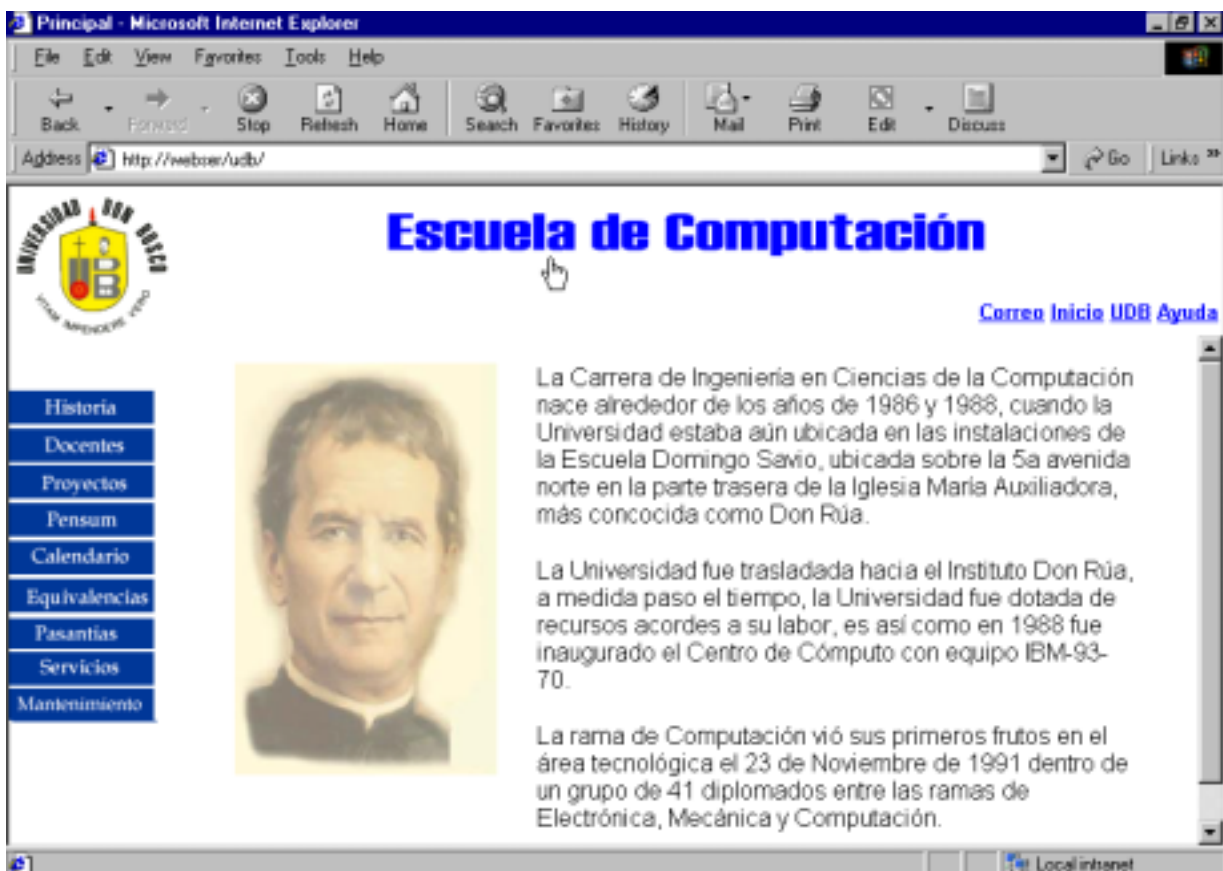 Principal - Microsoft Internet Explorer
File Edit View Favorites Tools Help
Back Forward Stop Refresh Home Search Favorites History Mail Print Edit Discuss
Address http://webser/udb/ Go Links »
UNIVERSIDAD DON BOSCO
VITAM IMPENDERE VERO
UDB
Escuela de Computación
Correo Inicio UDB Ayuda
Historia
Docentes
Proyectos
Pensum
Calendario
Equivalencias
Pasantias
Servicios
Mantenimiento
La Carrera de Ingeniería en Ciencias de la Computación
nace alrededor de los años de 1986 y 1988, cuando la
Universidad estaba aún ubicada en las instalaciones de
la Escuela Domingo Savio, ubicada sobre la 5a avenida
norte en la parte trasera de la Iglesia María Auxiliadora,
más concocida como Don Rúa.
La Universidad fue trasladada hacia el Instituto Don Rúa,
a medida paso el tiempo, la Universidad fue dotada de
recursos acordes a su labor, es así como en 1988 fue
inaugurado el Centro de Cómputo con equipo IBM-93-
70.
La rama de Computación vió sus primeros frutos en el
área tecnológica el 23 de Noviembre de 1991 dentro de
un grupo de 41 diplomados entre las ramas de
Electrónica, Mecánica y Computación.
Local intranet